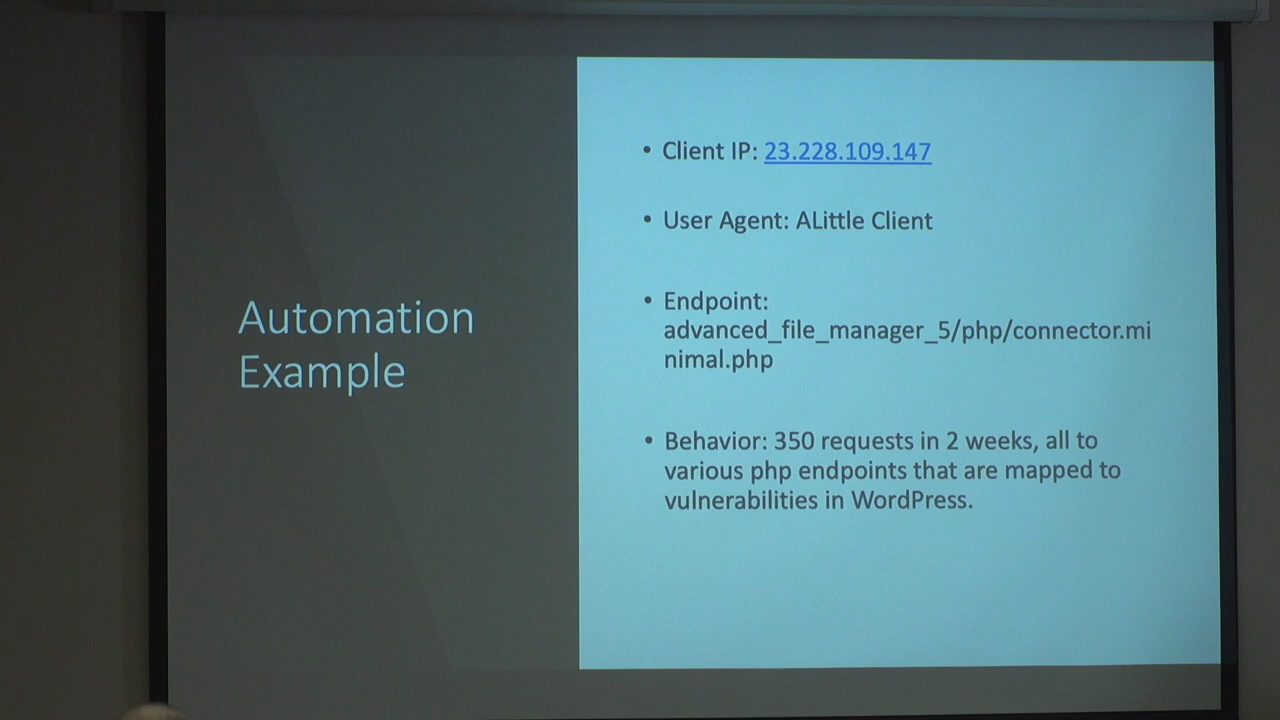 Automation
Example
• Client IP: 23.228.109.147
• User Agent: ALittle Client
• Endpoint:
advanced_file_manager_5/php/connector.mi
nimal.php
• Behavior: 350 requests in 2 weeks, all to
various php endpoints that are mapped to
vulnerabilities in WordPress.